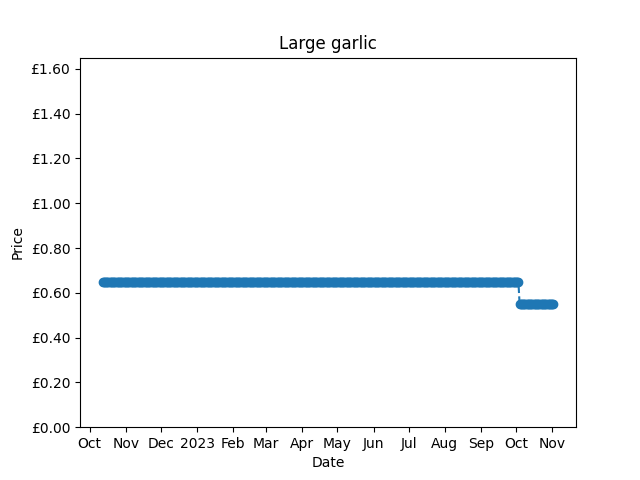 Large garlic
£1.60
£1.40
£1.20
£1.00
£0.80
£0.60
£0.40
£0.20
£0.00
Price
Oct Nov Dec 2023 Feb Mar Apr May Jun Jul Aug Sep Oct Nov
Date